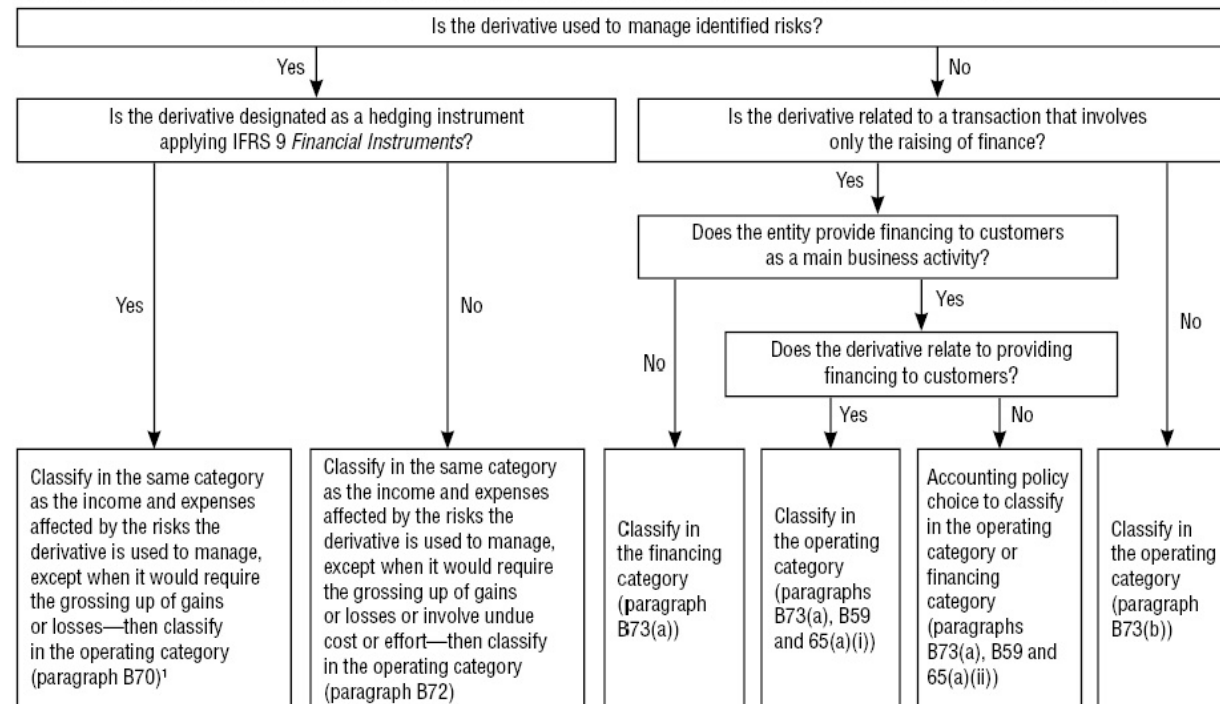 Is the derivative used to manage identified risks?
Yes
No
Is the derivative designated as a hedging instrument
applying IFRS 9 Financial Instruments?
Is the derivative related to a transaction that involves
only the raising of finance?
Yes
Does the entity provide financing to customers
as a main business activity?
Yes
No
Yes
No
No
Does the derivative relate to providing
financing to customers?
Yes
No
Classify in the same category
as the income and expenses
affected by the risks the
derivative is used to manage,
except when it would require
the grossing up of gains
or losses—then classify
in the operating category
(paragraph B70)¹
Classify in the same category
as the income and expenses
affected by the risks the
derivative is used to manage,
except when it would require
the grossing up of gains
or losses or involve undue
cost or effort—then classify
in the operating category
(paragraph B72)
Classify in
the financing
category
(paragraph
B73(a))
Classify in
the operating
category
(paragraphs
B73(a), B59
and 65(a)(i))
Accounting policy
choice to classify
in the operating
category or
financing
category
(paragraphs
B73(a), B59 and
65(a)(ii))
Classify in
the operating
category
(paragraph
B73(b))